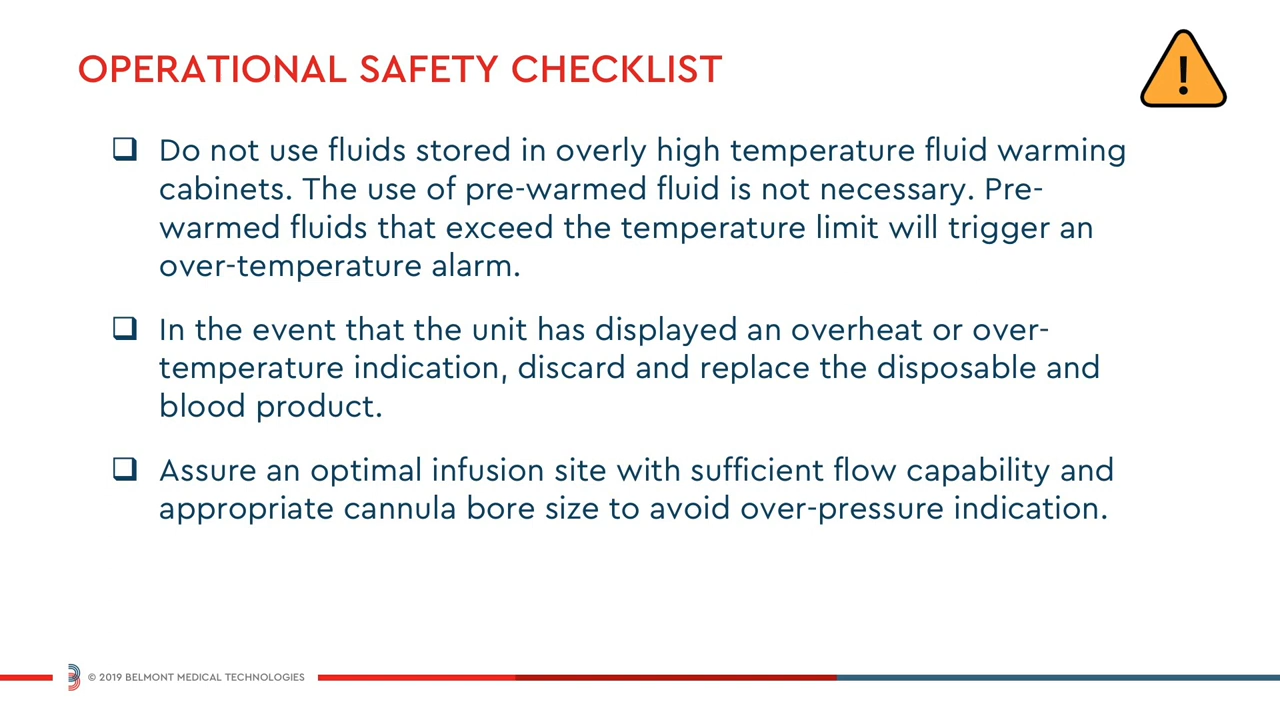 OPERATIONAL SAFETY CHECKLIST
Do not use fluids stored in overly high temperature fluid warming
cabinets. The use of pre-warmed fluid is not necessary. Pre-
warmed fluids that exceed the temperature limit will trigger an
over-temperature alarm.
In the event that the unit has displayed an overheat or over-
temperature indication, discard and replace the disposable and
blood product.
Assure an optimal infusion site with sufficient flow capability and
appropriate cannula bore size to avoid over-pressure indication.
© 2019 BELMONT MEDICAL TECHNOLOGIES